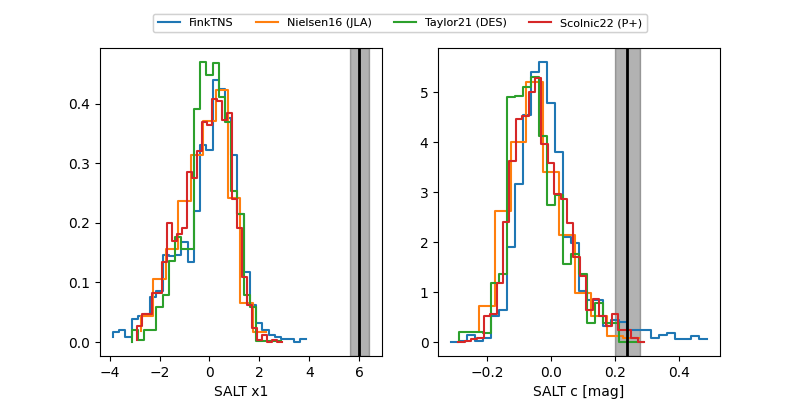 FinkTNS Nielsen16 (JLA) Taylor21 (DES) Scolnic22 (P+)
0.4
0.3
0.2
0.1
0.0
−4 −2 0 2 4 6
SALT x1
5
4
3
2
1
0
−0.2 0.0 0.2 0.4
SALT c [mag]